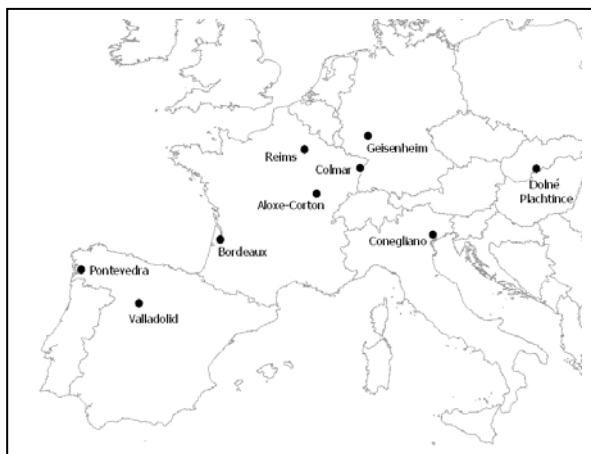 Geisenheim
Reims
Colmar
Dolné
Plachtince
Aloxe-Corton
Conegliano
Bordeaux
Pontevedra
Valladolid